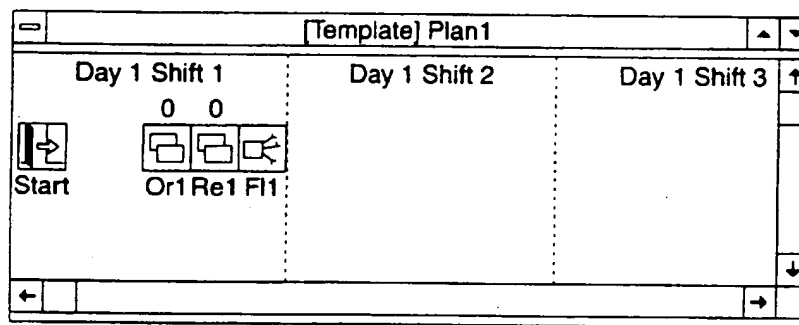 [Template] Plan1
Day 1 Shift 1 Day 1 Shift 2 Day 1 Shift 3
0 0
Start Or1 Re1 Fl1